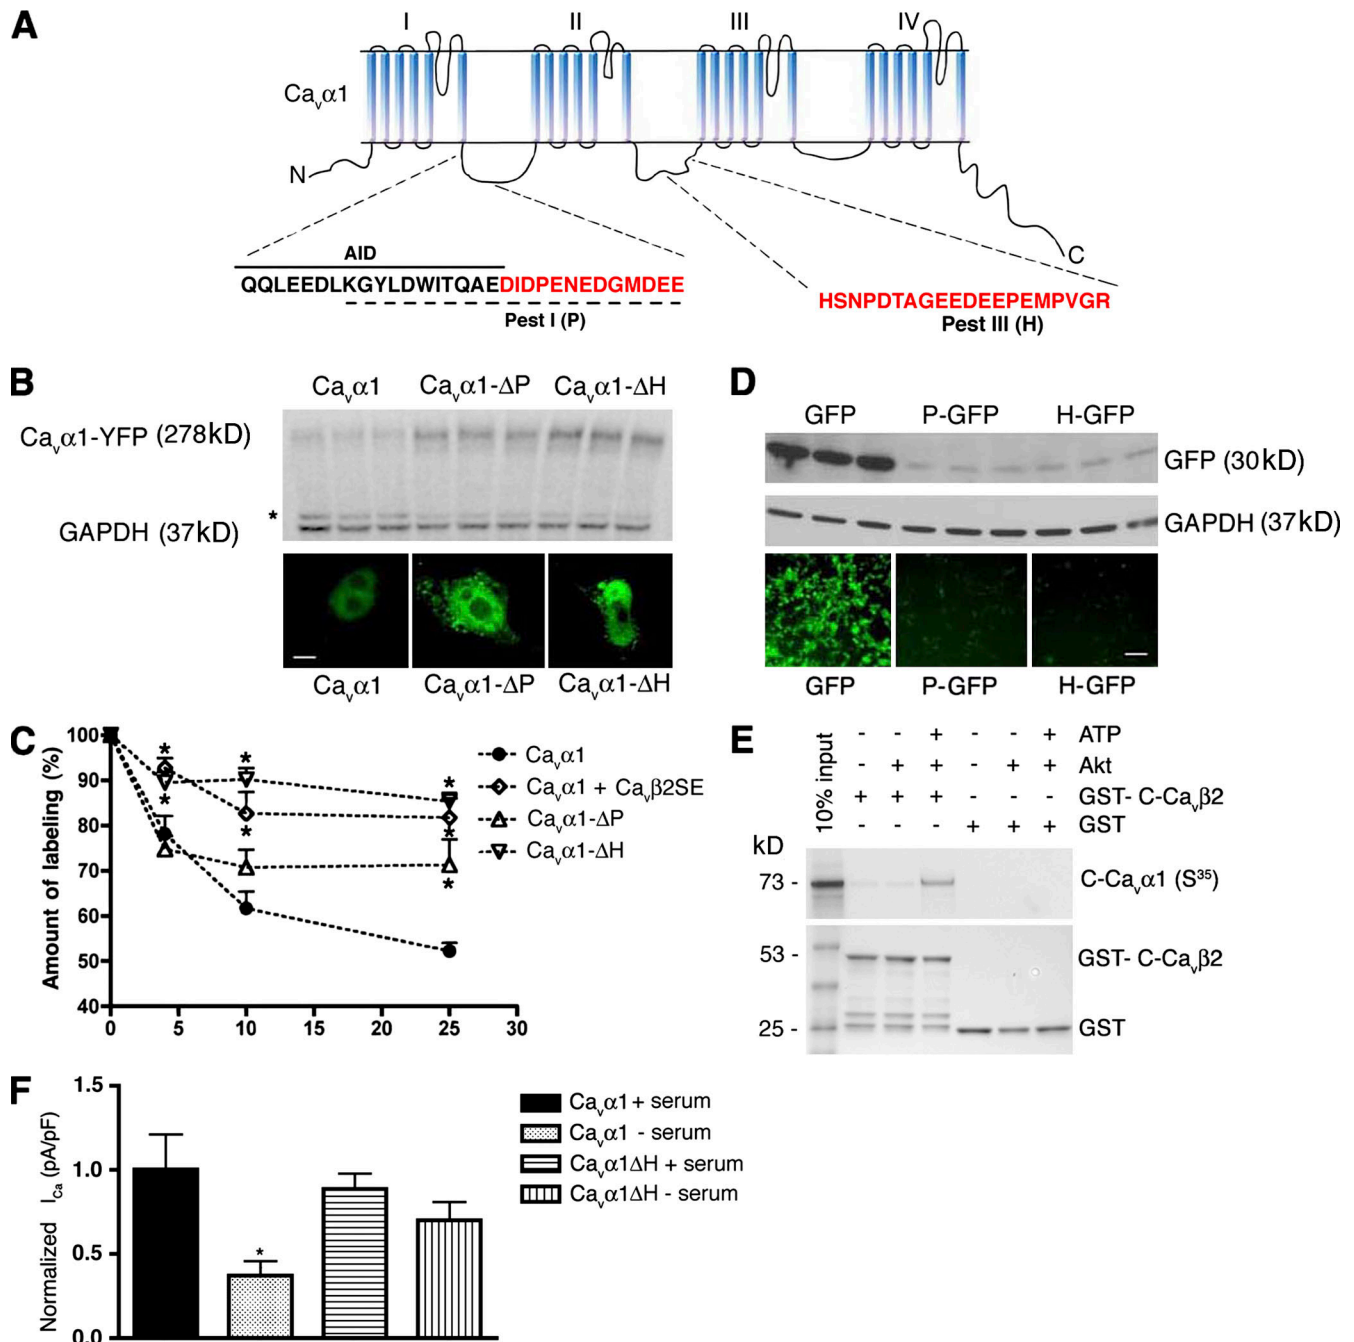 A
I II III IV
Cavα1
N
C
AID
QQLEEDLKGYLDWITQAEDIDPENEDGMDEE
Pest I (P)
HSNPDTAGEEDEEPEMPVGR
Pest III (H)
B
Cavα1 Cavα1-ΔP Cavα1-ΔH
Cavα1-YFP (278kD)
*
GAPDH (37kD)
Cavα1 Cavα1-ΔP Cavα1-ΔH
D
GFP P-GFP H-GFP
GFP (30kD)
GAPDH (37kD)
GFP P-GFP H-GFP
C
Amount of labeling (%)
100
90
80
70
60
50
40
0 5 10 15 20 25 30
* * *
* * *
*
Cavα1
Cavα1 + Cavβ2SE
Cavα1-ΔP
Cavα1-ΔH
E
10% input
- - + - - + ATP
- + + - + + Akt
+ + + - - - GST- C-Cavβ2
- - - + + + GST
kD
73 -
C-Cavα1 (S35)
53 -
GST- C-Cavβ2
25 -
GST
F
Normalized ICa (pA/pF)
1.5
1.0
0.5
0.0
*
Cavα1 + serum
Cavα1 - serum
Cavα1ΔH + serum
Cavα1ΔH - serum